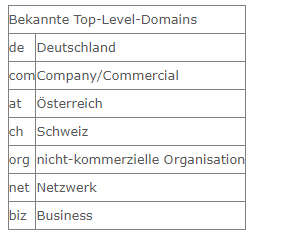 Bekannte Top-Level-Domains
de Deutschland
com Company/Commercial
at Österreich
ch Schweiz
org nicht-kommerzielle Organisation
net Netzwerk
biz Business